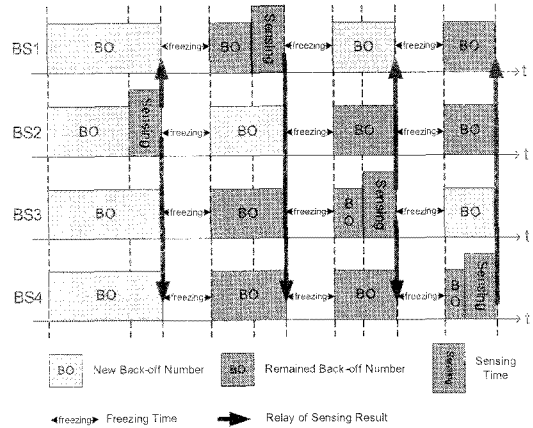 BS1 BO freezing BO Sensing freezing BO freezing BO t
BS2 BO Sensing freezing BO freezing BO freezing BO t
BS3 BO freezing BO freezing BO Sensing freezing BO t
BS4 BO freezing BO freezing BO freezing BO Sensing t
BO New Back-off Number BO Remained Back-off Number Sensing Sensing Time
freezing Freezing Time Relay of Sensing Result